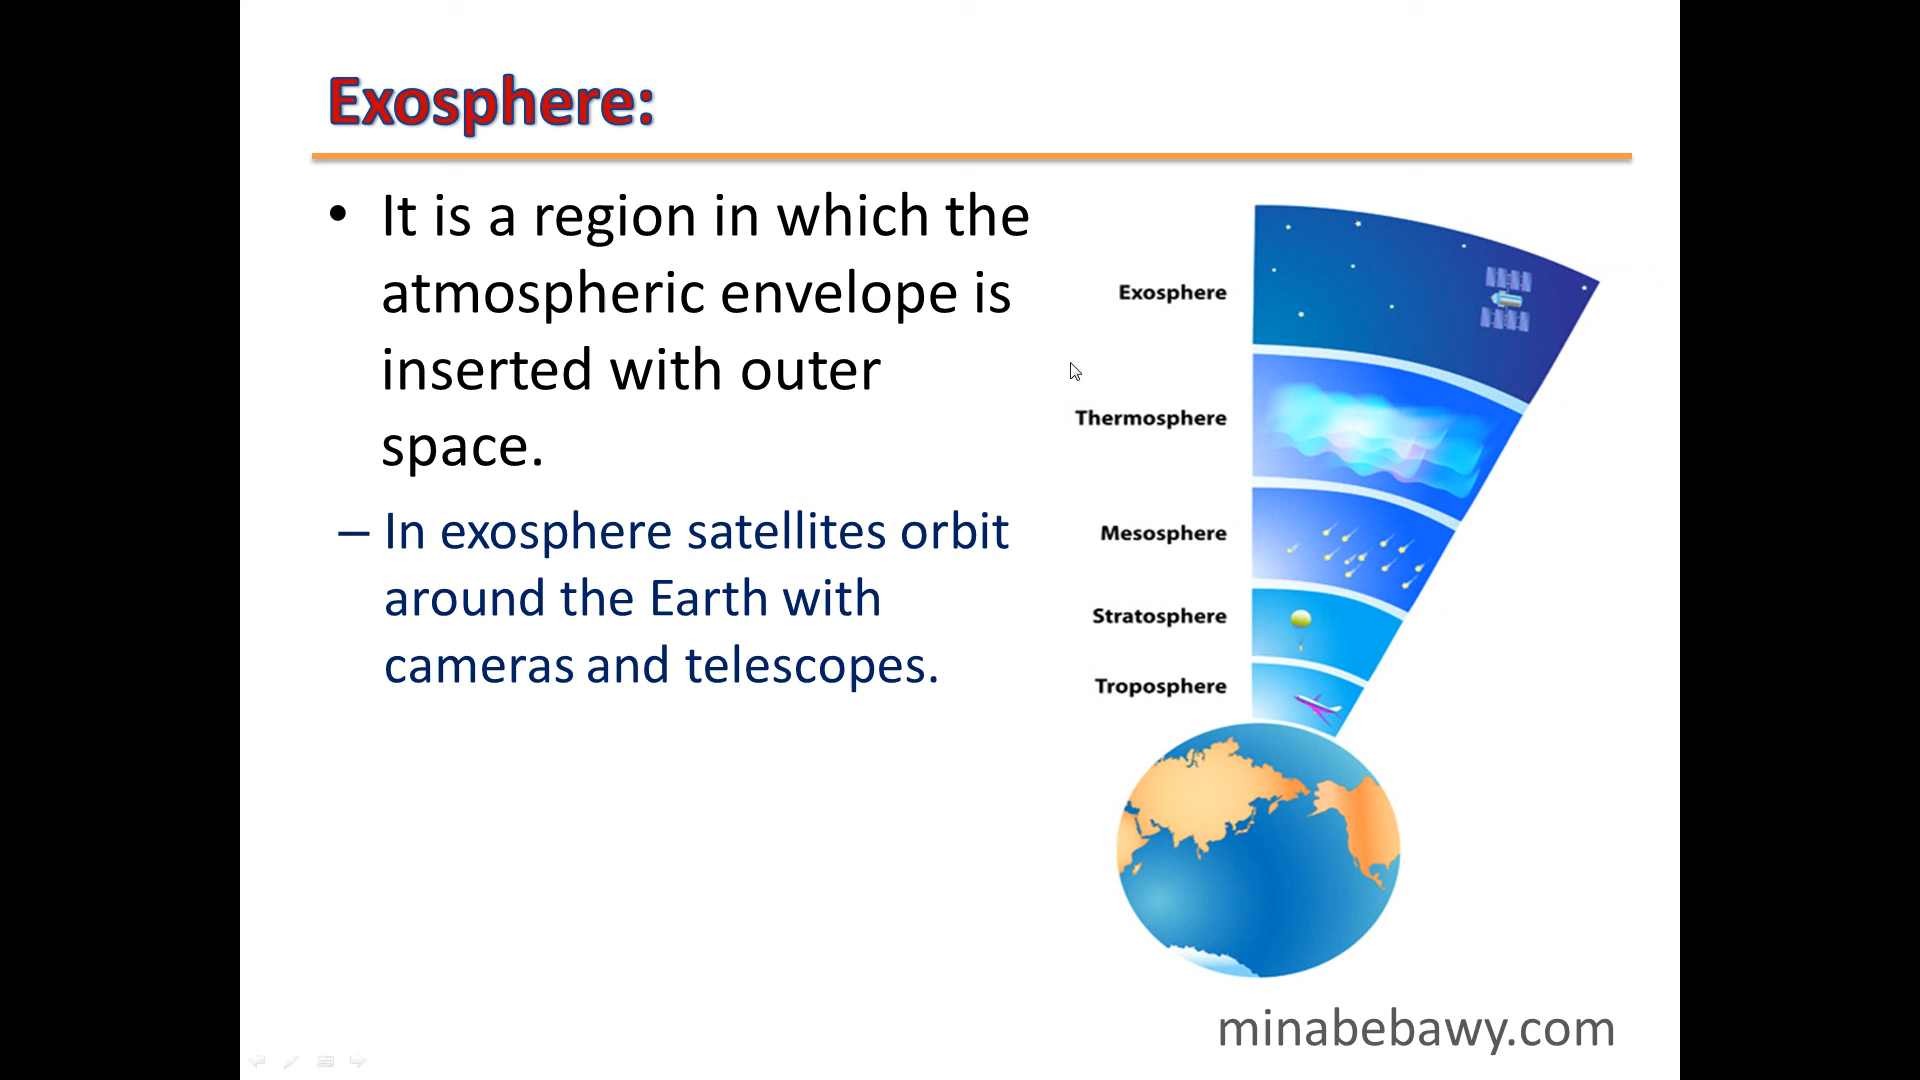 Exosphere:
• It is a region in which the
atmospheric envelope is
inserted with outer
space.
– In exosphere satellites orbit
around the Earth with
cameras and telescopes.
Exosphere
Thermosphere
Mesosphere
Stratosphere
Troposphere
minabebawy.com